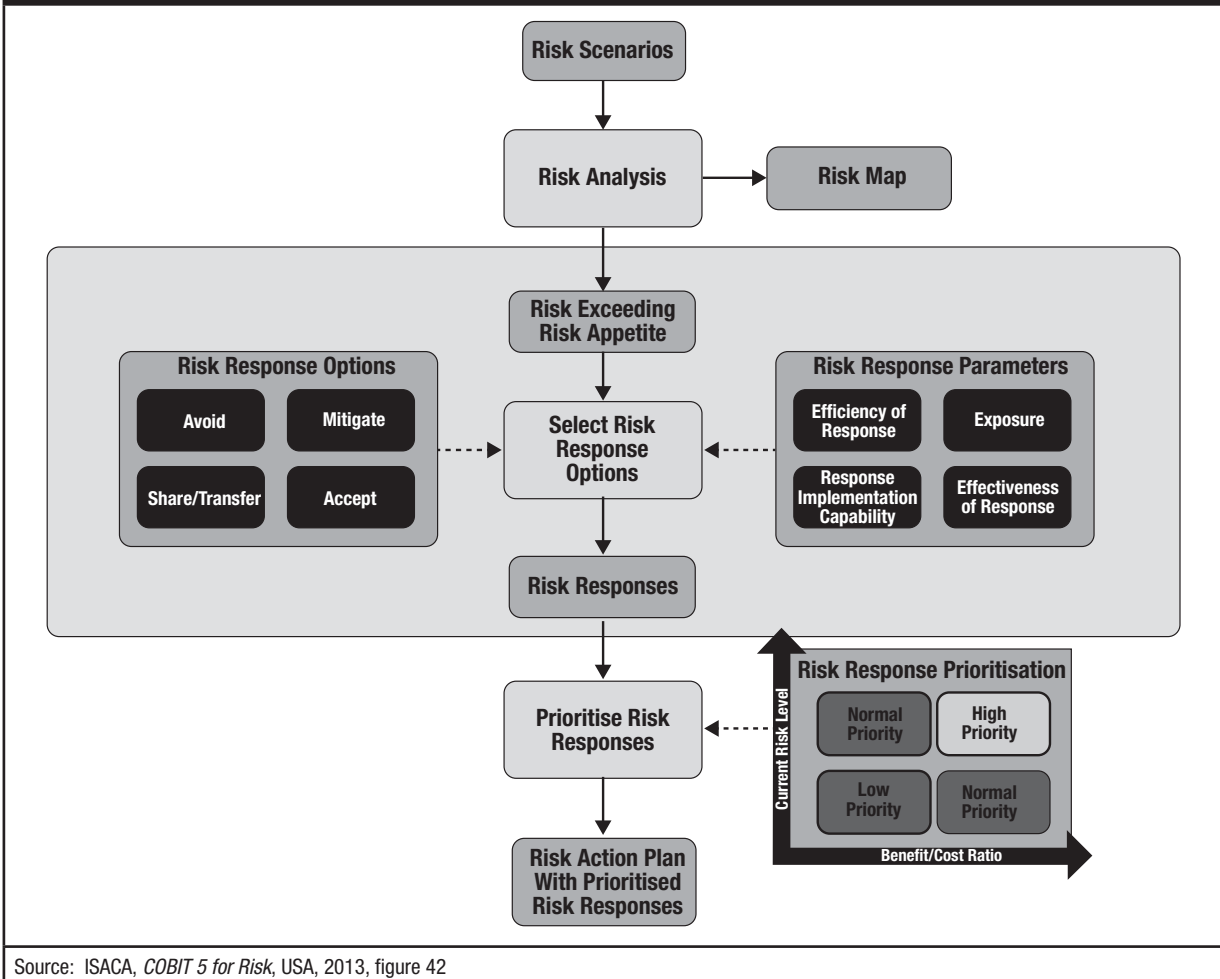 Risk Scenarios
Risk Analysis
Risk Map
Risk Exceeding
Risk Appetite
Risk Response Options
Avoid
Mitigate
Share/Transfer
Accept
Select Risk
Response
Options
Risk Response Parameters
Efficiency of
Response
Exposure
Response
Implementation
Capability
Effectiveness
of Response
Risk Responses
Prioritise Risk
Responses
Risk Response Prioritisation
Current Risk Level
Normal
Priority
High
Priority
Low
Priority
Normal
Priority
Benefit/Cost Ratio
Risk Action Plan
With Prioritised
Risk Responses
Source: ISACA, COBIT 5 for Risk, USA, 2013, figure 42